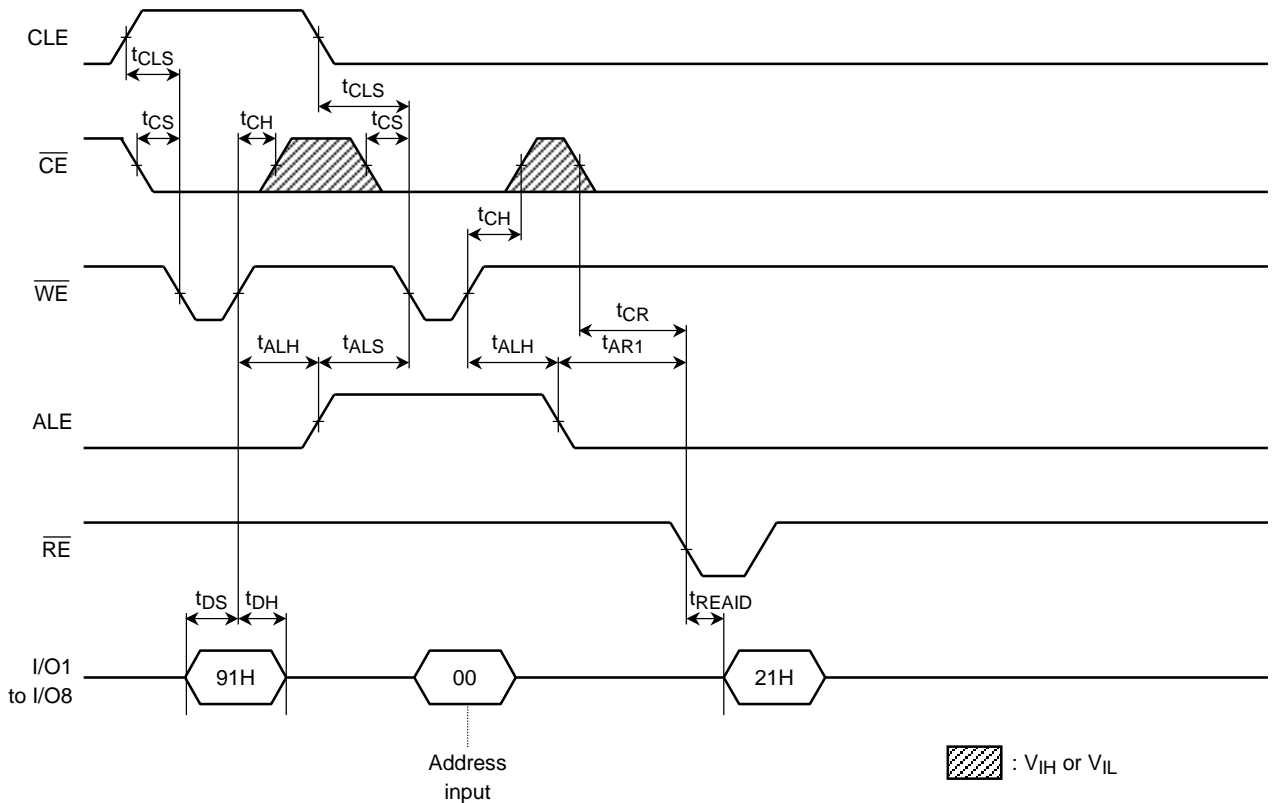 CLE
tCLS
tCLS
tCS
tCH
tCS
CE
tCH
WE
tCR
tALH
tALS
tALH
tAR1
ALE
RE
tDS
tDH
tREAID
I/O1
to I/O8
91H
00
21H
Address
input
: VIH or VIL